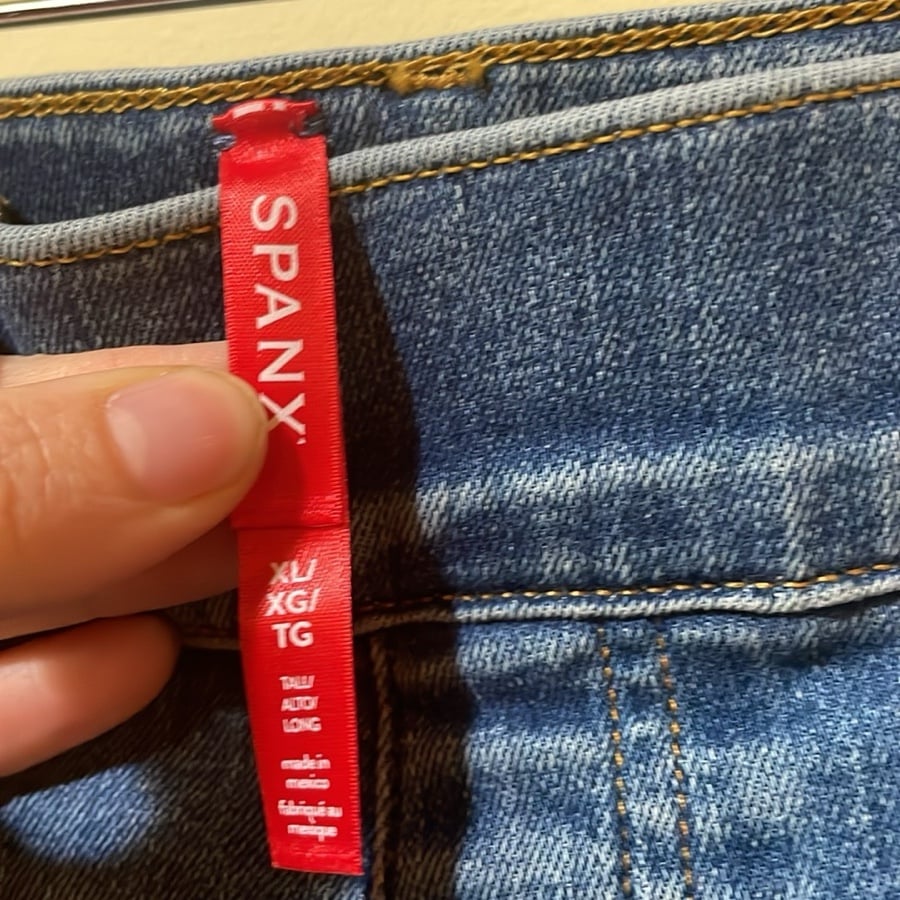 SPANX
XL/
XG/
TG
TALL/
ALTO/
LONG
made in
mexico
fabriqué au
mexique